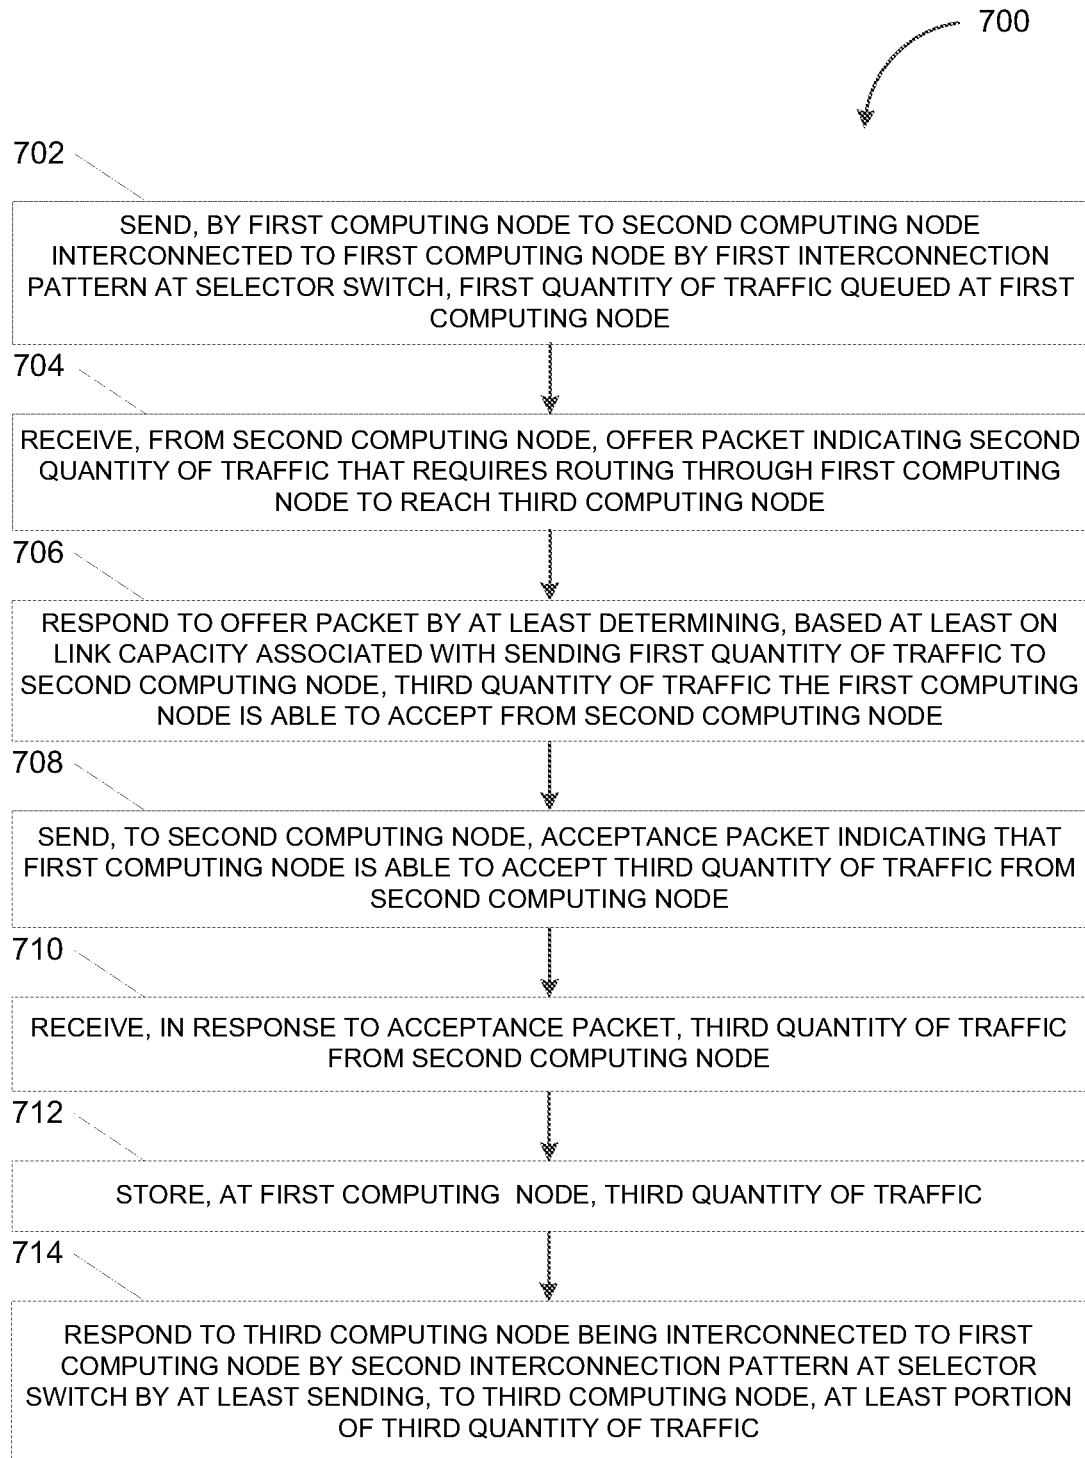 700
702
SEND, BY FIRST COMPUTING NODE TO SECOND COMPUTING NODE
INTERCONNECTED TO FIRST COMPUTING NODE BY FIRST INTERCONNECTION
PATTERN AT SELECTOR SWITCH, FIRST QUANTITY OF TRAFFIC QUEUED AT FIRST
COMPUTING NODE
704
RECEIVE, FROM SECOND COMPUTING NODE, OFFER PACKET INDICATING SECOND
QUANTITY OF TRAFFIC THAT REQUIRES ROUTING THROUGH FIRST COMPUTING
NODE TO REACH THIRD COMPUTING NODE
706
RESPOND TO OFFER PACKET BY AT LEAST DETERMINING, BASED AT LEAST ON
LINK CAPACITY ASSOCIATED WITH SENDING FIRST QUANTITY OF TRAFFIC TO
SECOND COMPUTING NODE, THIRD QUANTITY OF TRAFFIC THE FIRST COMPUTING
NODE IS ABLE TO ACCEPT FROM SECOND COMPUTING NODE
708
SEND, TO SECOND COMPUTING NODE, ACCEPTANCE PACKET INDICATING THAT
FIRST COMPUTING NODE IS ABLE TO ACCEPT THIRD QUANTITY OF TRAFFIC FROM
SECOND COMPUTING NODE
710
RECEIVE, IN RESPONSE TO ACCEPTANCE PACKET, THIRD QUANTITY OF TRAFFIC
FROM SECOND COMPUTING NODE
712
STORE, AT FIRST COMPUTING NODE, THIRD QUANTITY OF TRAFFIC
714
RESPOND TO THIRD COMPUTING NODE BEING INTERCONNECTED TO FIRST
COMPUTING NODE BY SECOND INTERCONNECTION PATTERN AT SELECTOR
SWITCH BY AT LEAST SENDING, TO THIRD COMPUTING NODE, AT LEAST PORTION
OF THIRD QUANTITY OF TRAFFIC